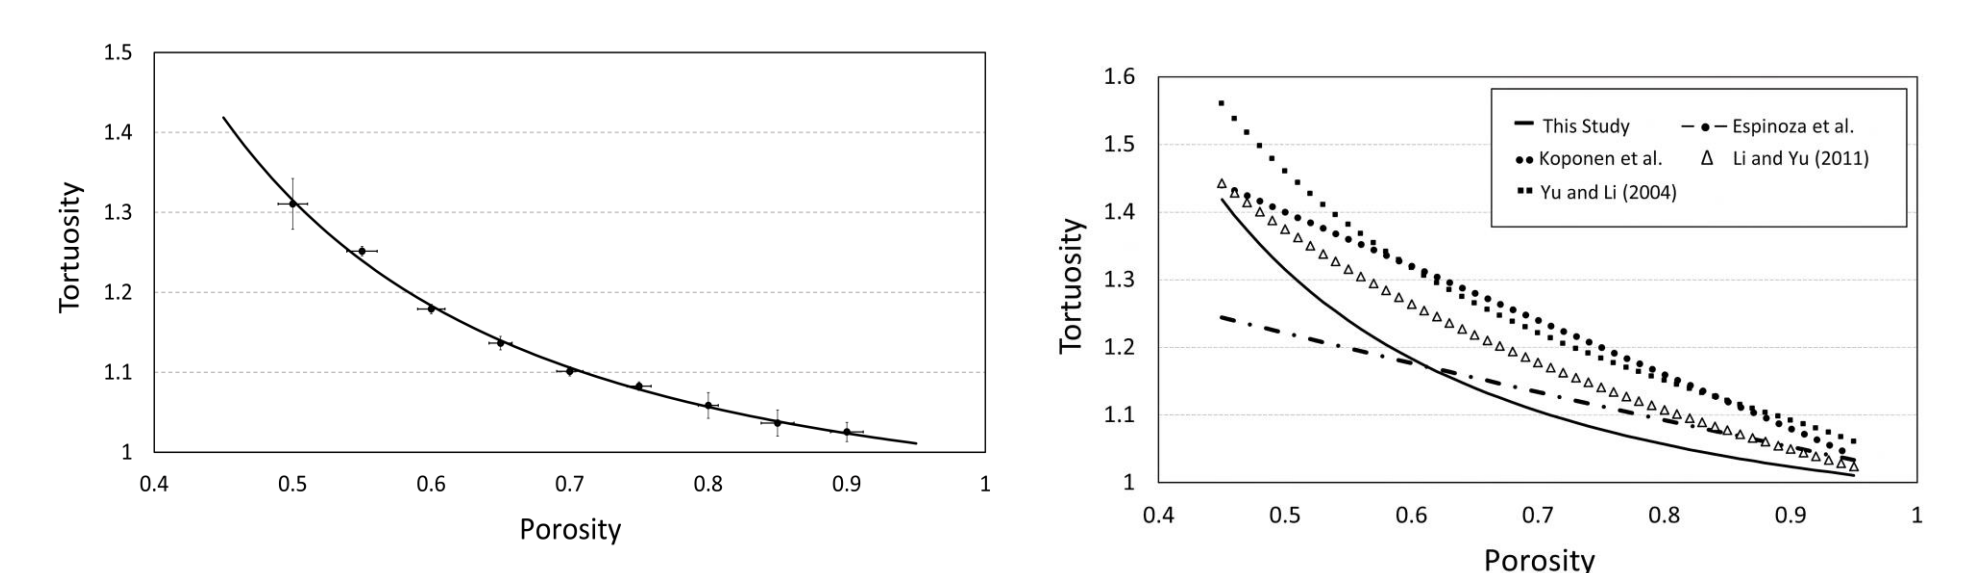 1.5
1.4
1.3
1.2
1.1
1
Tortuosity
0.4 0.5 0.6 0.7 0.8 0.9 1
Porosity
1.6
1.5
1.4
1.3
1.2
1.1
1
Tortuosity
This Study Espinoza et al.
Koponen et al. Li and Yu (2011)
Yu and Li (2004)
0.4 0.5 0.6 0.7 0.8 0.9 1
Porosity